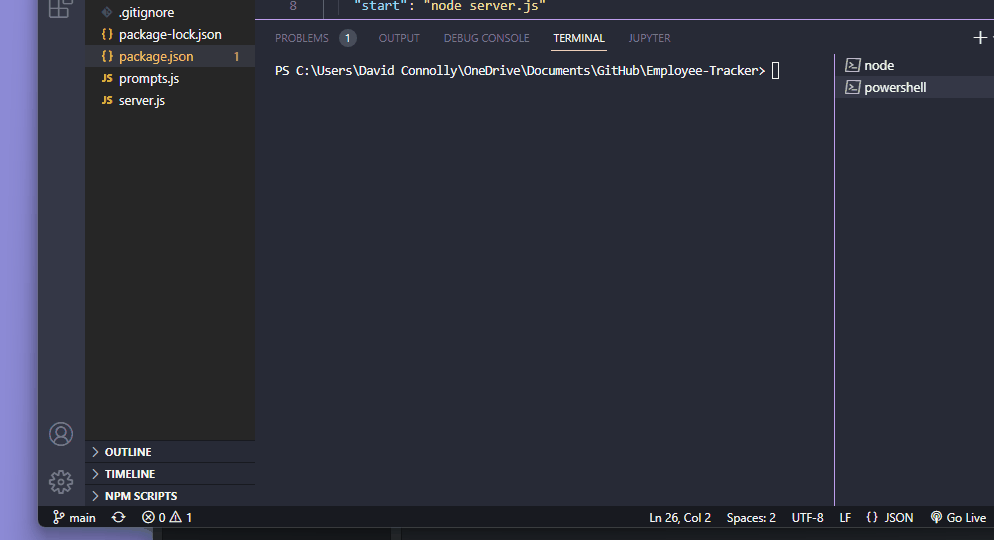 .gitignore
{} package-lock.json
{} package.json 1
JS prompts.js
JS server.js
OUTLINE
TIMELINE
NPM SCRIPTS
8 "start": "node server.js"
PROBLEMS 1 OUTPUT DEBUG CONSOLE TERMINAL JUPYTER
PS C:\Users\David Connolly\OneDrive\Documents\GitHub\Employee-Tracker>
node
powershell
main 0 1 Ln 26, Col 2 Spaces: 2 UTF-8 LF {} JSON Go Live